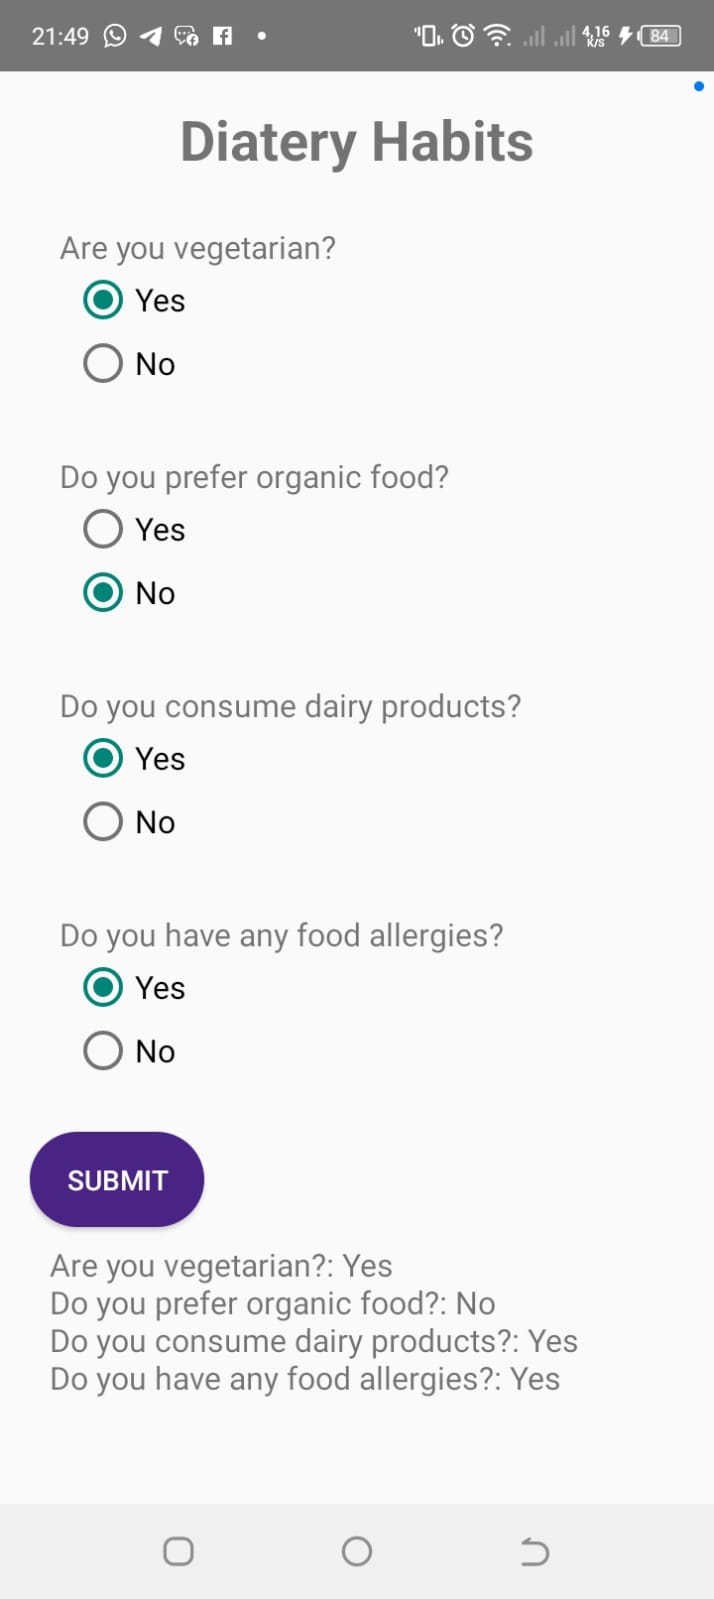 21:49 4,16 K/S 84
Diatery Habits
Are you vegetarian?
Yes
No
Do you prefer organic food?
Yes
No
Do you consume dairy products?
Yes
No
Do you have any food allergies?
Yes
No
SUBMIT
Are you vegetarian?: Yes
Do you prefer organic food?: No
Do you consume dairy products?: Yes
Do you have any food allergies?: Yes